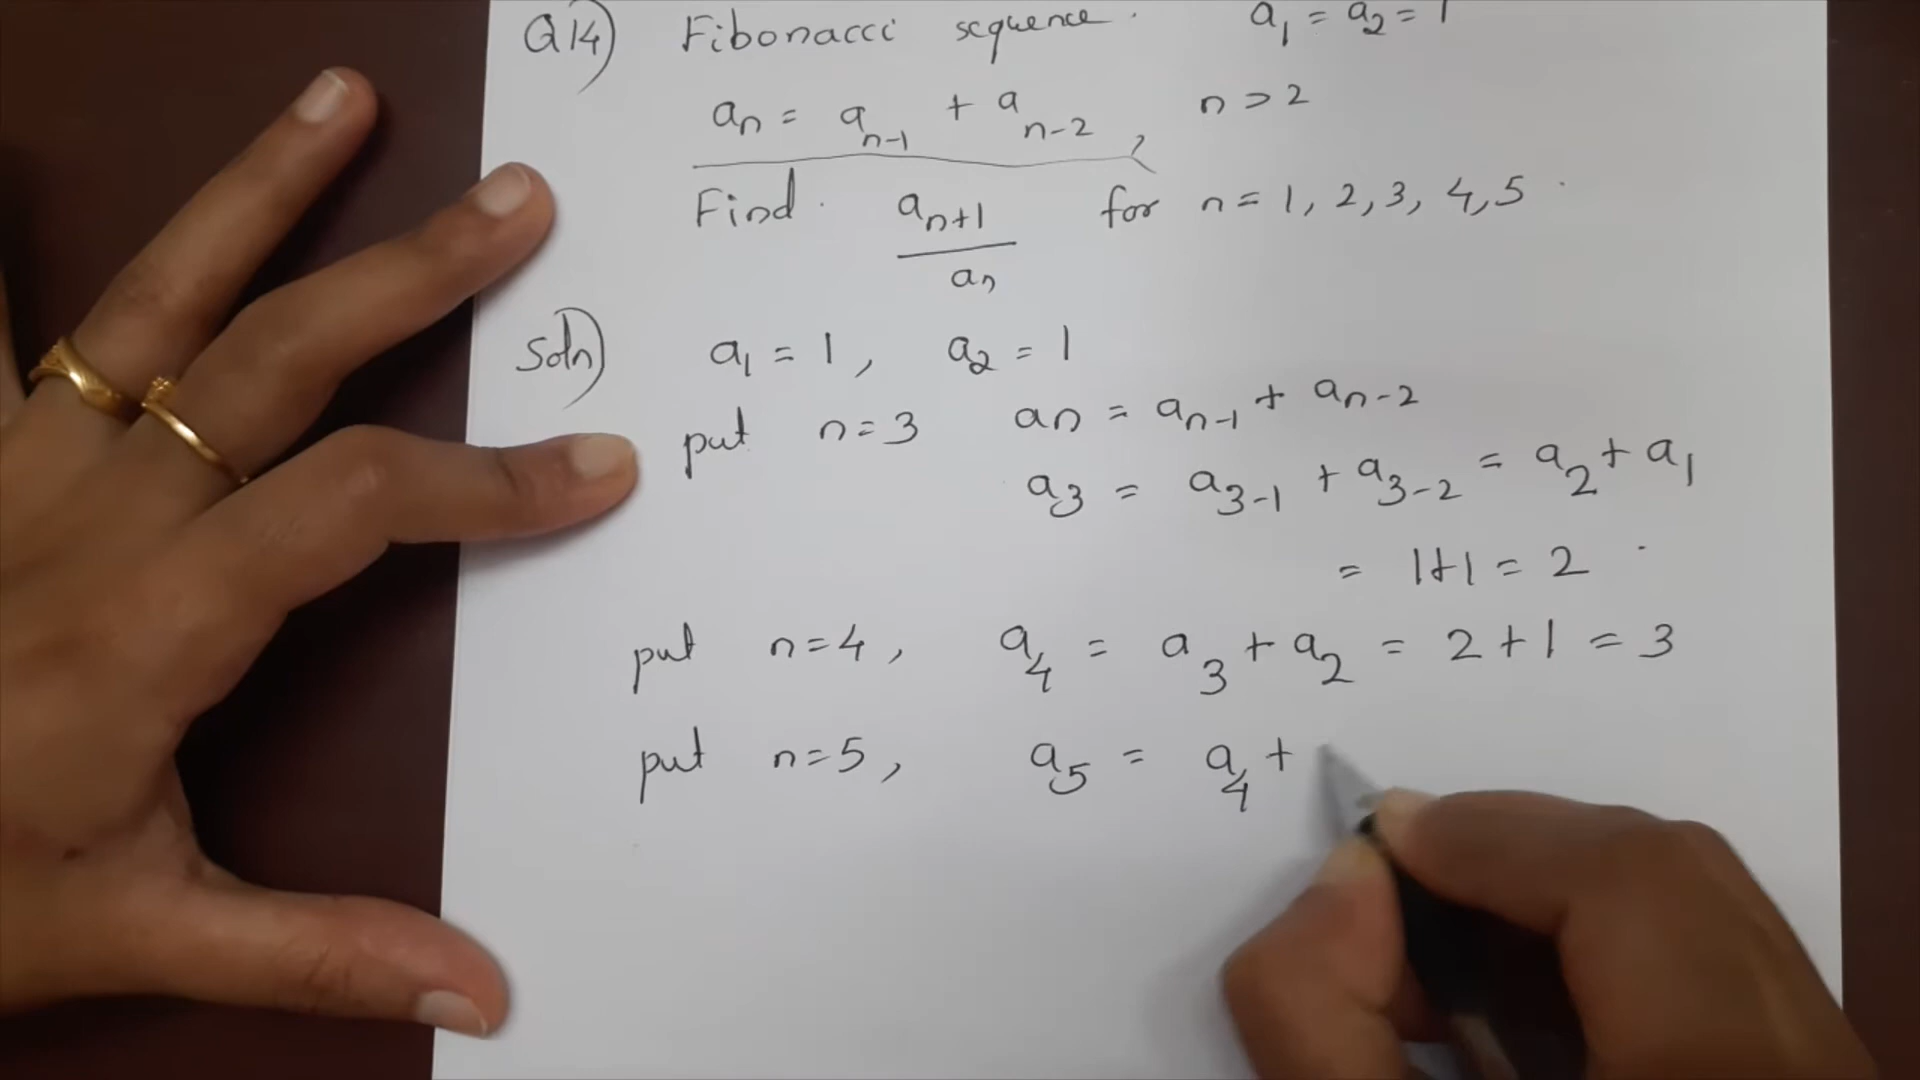 Q14) Fibonacci sequence. a₁ = a₂ = 1
aₙ = aₙ₋₁ + aₙ₋₂, n > 2
Find. aₙ₊₁ / aₙ for n = 1, 2, 3, 4, 5.
Soln) a₁ = 1, a₂ = 1
put n = 3 aₙ = aₙ₋₁ + aₙ₋₂
a₃ = a₃₋₁ + a₃₋₂ = a₂ + a₁
= 1+1 = 2.
put n = 4, a₄ = a₃ + a₂ = 2 + 1 = 3
put n = 5, a₅ = a₄ +